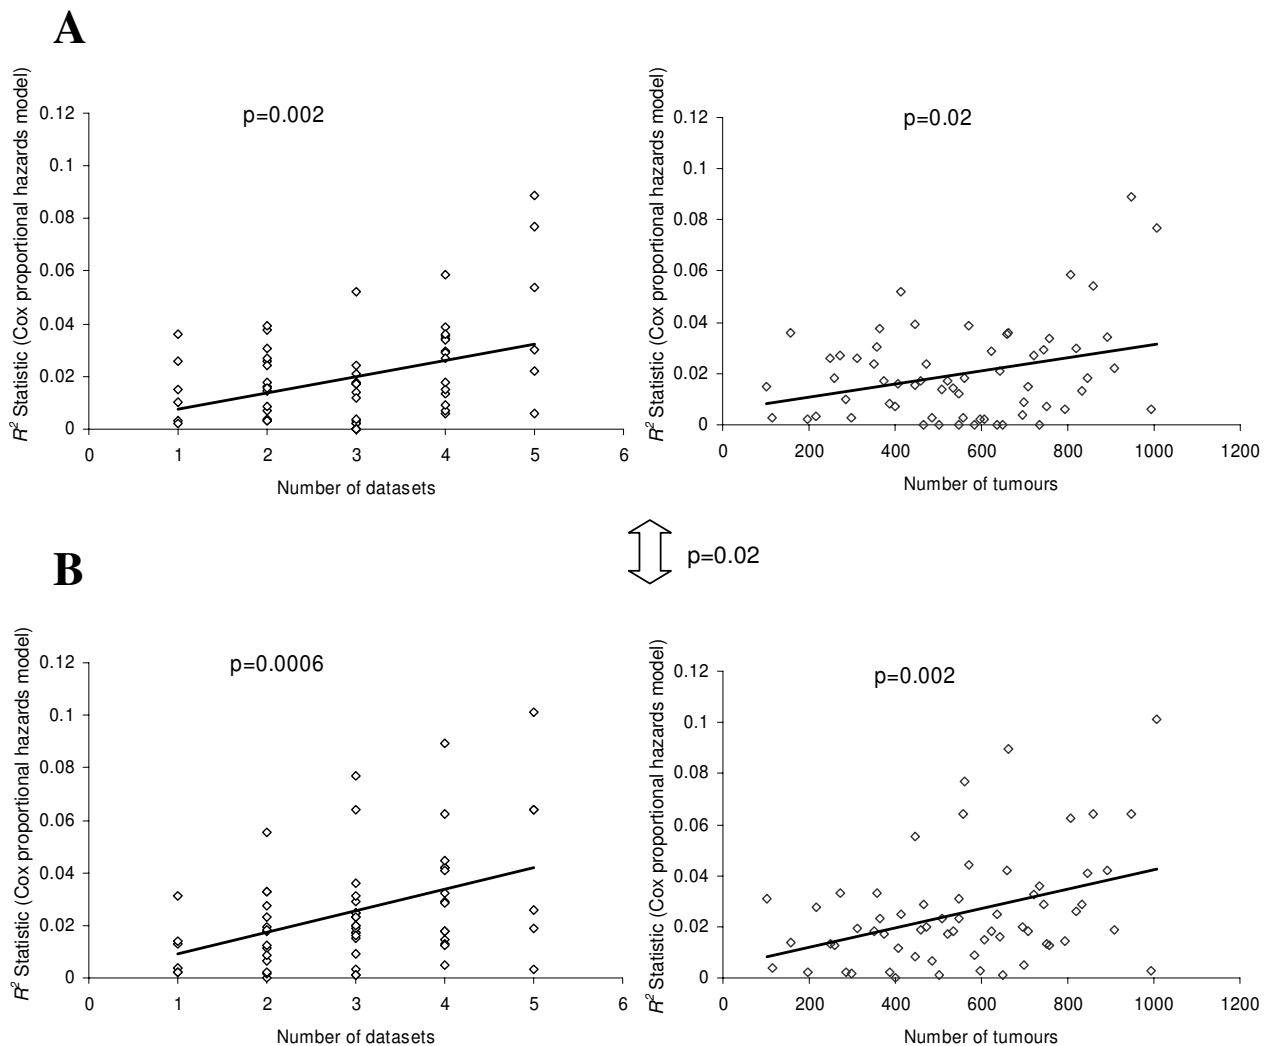 A
R² Statistic (Cox proportional hazards model)
p=0.002
0.12
0.1
0.08
0.06
0.04
0.02
0
0 1 2 3 4 5 6
Number of datasets
R² Statistic (Cox proportional hazards model)
p=0.02
0.12
0.1
0.08
0.06
0.04
0.02
0
0 200 400 600 800 1000 1200
Number of tumours
p=0.02
B
R² Statistic (Cox proportional hazards model)
p=0.0006
0.12
0.1
0.08
0.06
0.04
0.02
0
0 1 2 3 4 5 6
Number of datasets
R² Statistic (Cox proportional hazards model)
p=0.002
0.12
0.1
0.08
0.06
0.04
0.02
0
0 200 400 600 800 1000 1200
Number of tumours